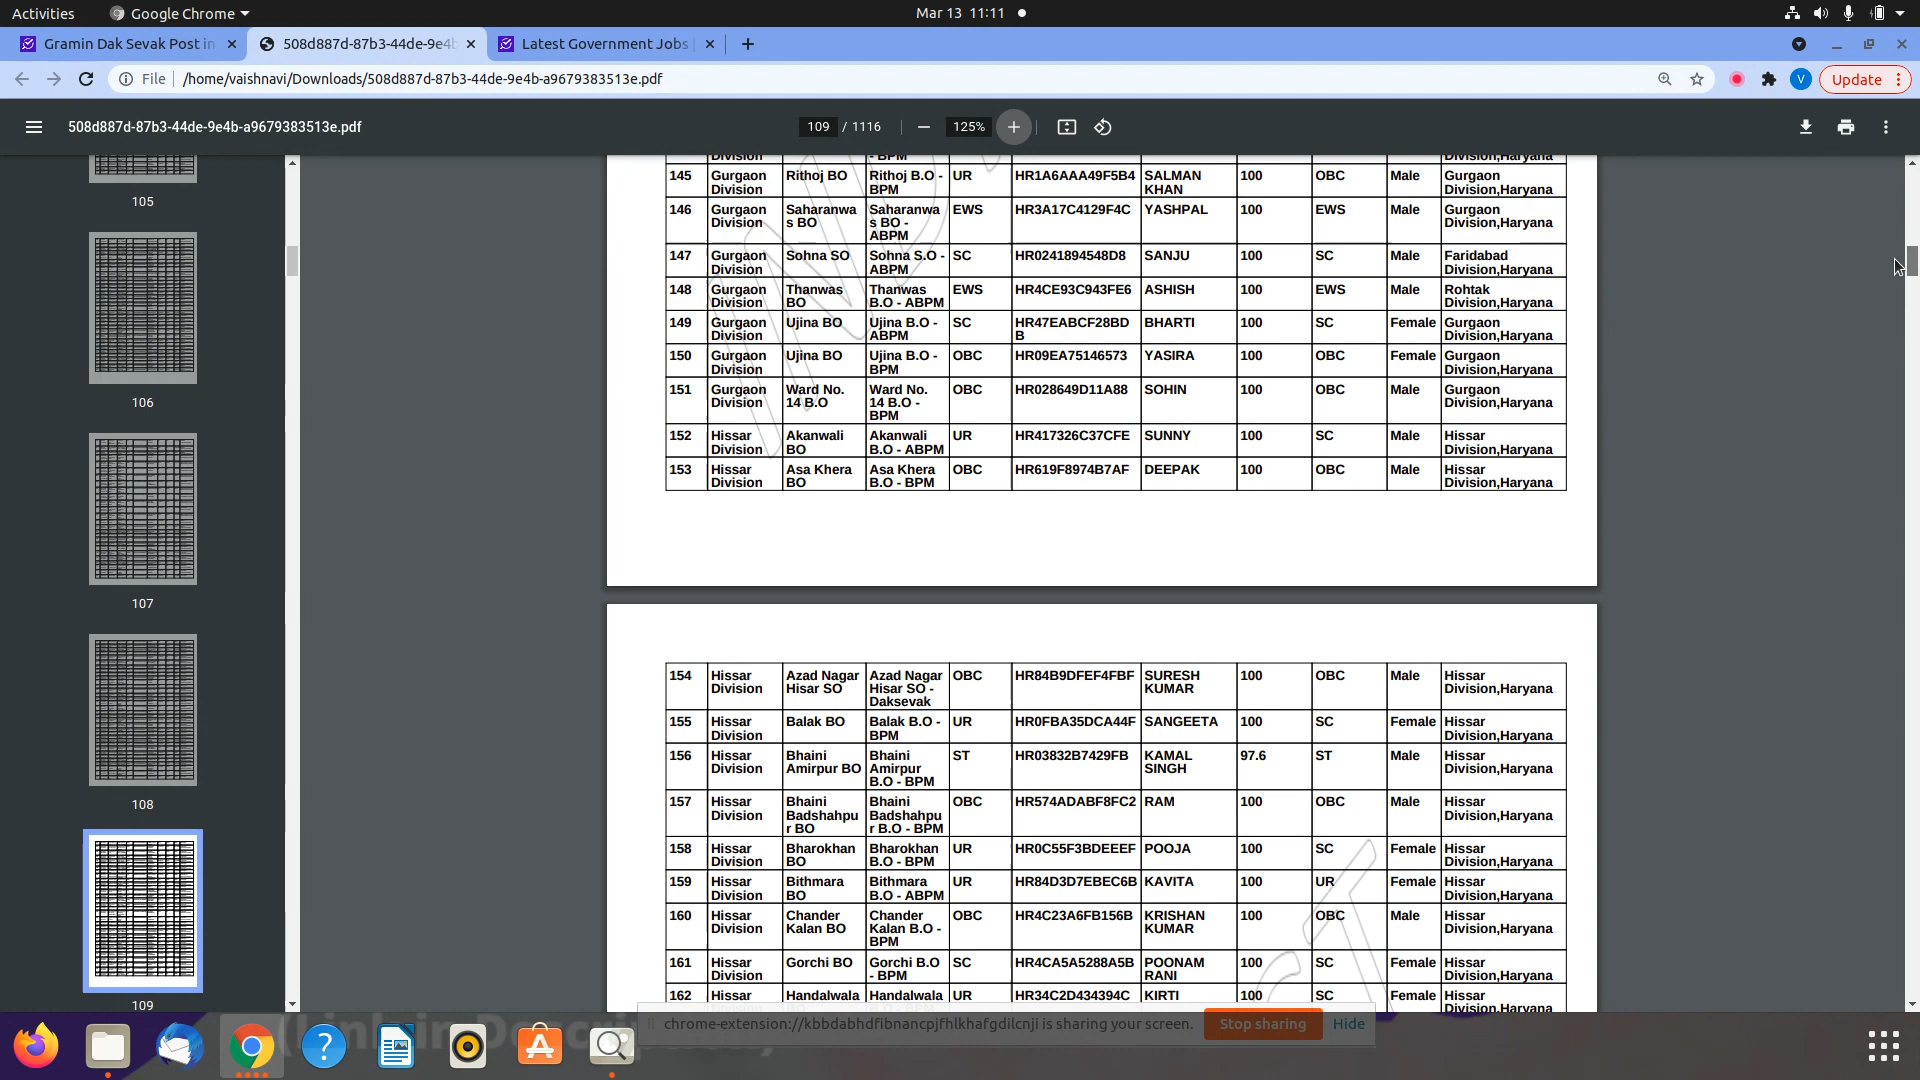 Activities Google Chrome Mar 13 11:11
Gramin Dak Sevak Post in 508d887d-87b3-44de-9e4b Latest Government Jobs
File /home/vaishnavi/Downloads/508d887d-87b3-44de-9e4b-a9679383513e.pdf V Update
508d887d-87b3-44de-9e4b-a9679383513e.pdf 109 / 1116 125%
105
106
107
108
109
Division - BPM Division,Haryana
145 Gurgaon Rithoj BO Rithoj B.O - UR HR1A6AAA49F5B4 SALMAN 100 OBC Male Gurgaon
Division BPM KHAN Division,Haryana
146 Gurgaon Saharanwa Saharanwa EWS HR3A17C4129F4C YASHPAL 100 EWS Male Gurgaon
Division s BO s BO - Division,Haryana
ABPM
147 Gurgaon Sohna SO Sohna S.O - SC HR0241894548D8 SANJU 100 SC Male Faridabad
Division ABPM Division,Haryana
148 Gurgaon Thanwas Thanwas EWS HR4CE93C943FE6 ASHISH 100 EWS Male Rohtak
Division BO B.O - ABPM Division,Haryana
149 Gurgaon Ujina BO Ujina B.O - SC HR47EABCF28BD BHARTI 100 SC Female Gurgaon
Division ABPM B Division,Haryana
150 Gurgaon Ujina BO Ujina B.O - OBC HR09EA75146573 YASIRA 100 OBC Female Gurgaon
Division BPM Division,Haryana
151 Gurgaon Ward No. Ward No. OBC HR028649D11A88 SOHIN 100 OBC Male Gurgaon
Division 14 B.O 14 B.O - Division,Haryana
BPM
152 Hissar Akanwali Akanwali UR HR417326C37CFE SUNNY 100 SC Male Hissar
Division BO B.O - ABPM Division,Haryana
153 Hissar Asa Khera Asa Khera OBC HR619F8974B7AF DEEPAK 100 OBC Male Hissar
Division BO B.O - BPM Division,Haryana
154 Hissar Azad Nagar Azad Nagar OBC HR84B9DFEF4FBF SURESH 100 OBC Male Hissar
Division Hisar SO Hisar SO - KUMAR Division,Haryana
Daksevak
155 Hissar Balak BO Balak B.O - UR HR0FBA35DCA44F SANGEETA 100 SC Female Hissar
Division BPM Division,Haryana
156 Hissar Bhaini Bhaini ST HR03832B7429FB KAMAL 97.6 ST Male Hissar
Division Amirpur BO Amirpur SINGH Division,Haryana
B.O - BPM
157 Hissar Bhaini Bhaini OBC HR574ADABF8FC2 RAM 100 OBC Male Hissar
Division Badshahpu Badshahpu Division,Haryana
r BO r B.O - BPM
158 Hissar Bharokhan Bharokhan UR HR0C55F3BDEEEF POOJA 100 SC Female Hissar
Division BO B.O - BPM Division,Haryana
159 Hissar Bithmara Bithmara UR HR84D3D7EBEC6B KAVITA 100 UR Female Hissar
Division BO B.O - ABPM Division,Haryana
160 Hissar Chander Chander OBC HR4C23A6FB156B KRISHAN 100 OBC Male Hissar
Division Kalan BO Kalan B.O - KUMAR Division,Haryana
BPM
161 Hissar Gorchi BO Gorchi B.O SC HR4CA5A5288A5B POONAM 100 SC Female Hissar
Division - BPM RANI Division,Haryana
162 Hissar Handalwala Handalwala UR HR34C2D434394C KIRTI 100 SC Female Hissar
Division,Haryana
chrome-extension://kbbdabhdfibnancpjfhlkhafgdilcnji is sharing your screen. Stop sharing Hide